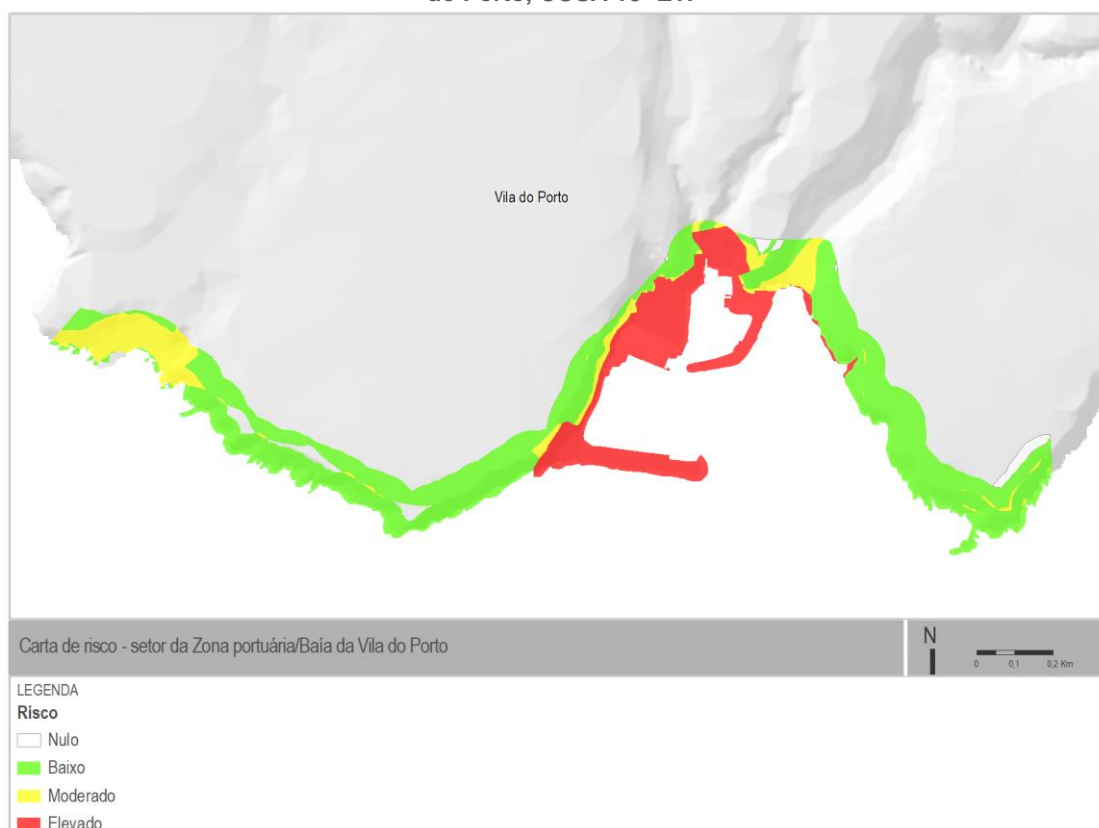 Vila do Porto
Carta de risco - setor da Zona portuária/Baía da Vila do Porto
N
0 0,1 0,2 Km
LEGENDA
Risco
Nulo
Baixo
Moderado
Elevado